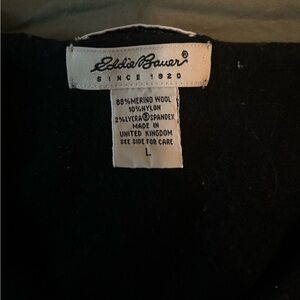 Eddie Bauer®
SINCE 1920
88% MERINO WOOL
10% NYLON
2% LYCRA® SPANDEX
MADE IN
UNITED KINGDOM
SEE SIDE FOR CARE
L